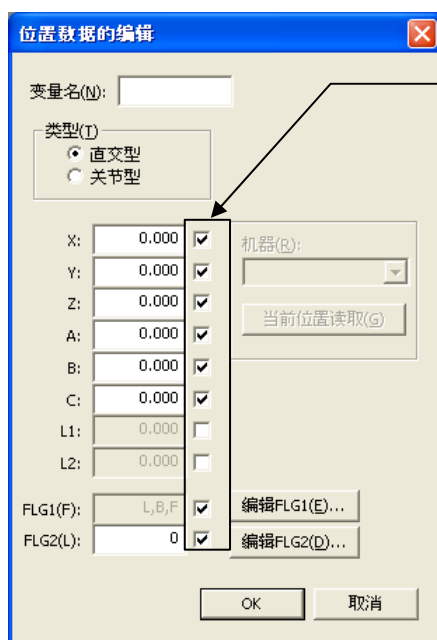 位置数据的编辑
变量名(N):
类型(T)
直交型
关节型
X: 0.000
Y: 0.000
Z: 0.000
A: 0.000
B: 0.000
C: 0.000
L1: 0.000
L2: 0.000
机器(R):
当前位置读取(G)
FLG1(F): L,B,F 编辑FLG1(E)...
FLG2(L): 0 编辑FLG2(D)...
OK 取消